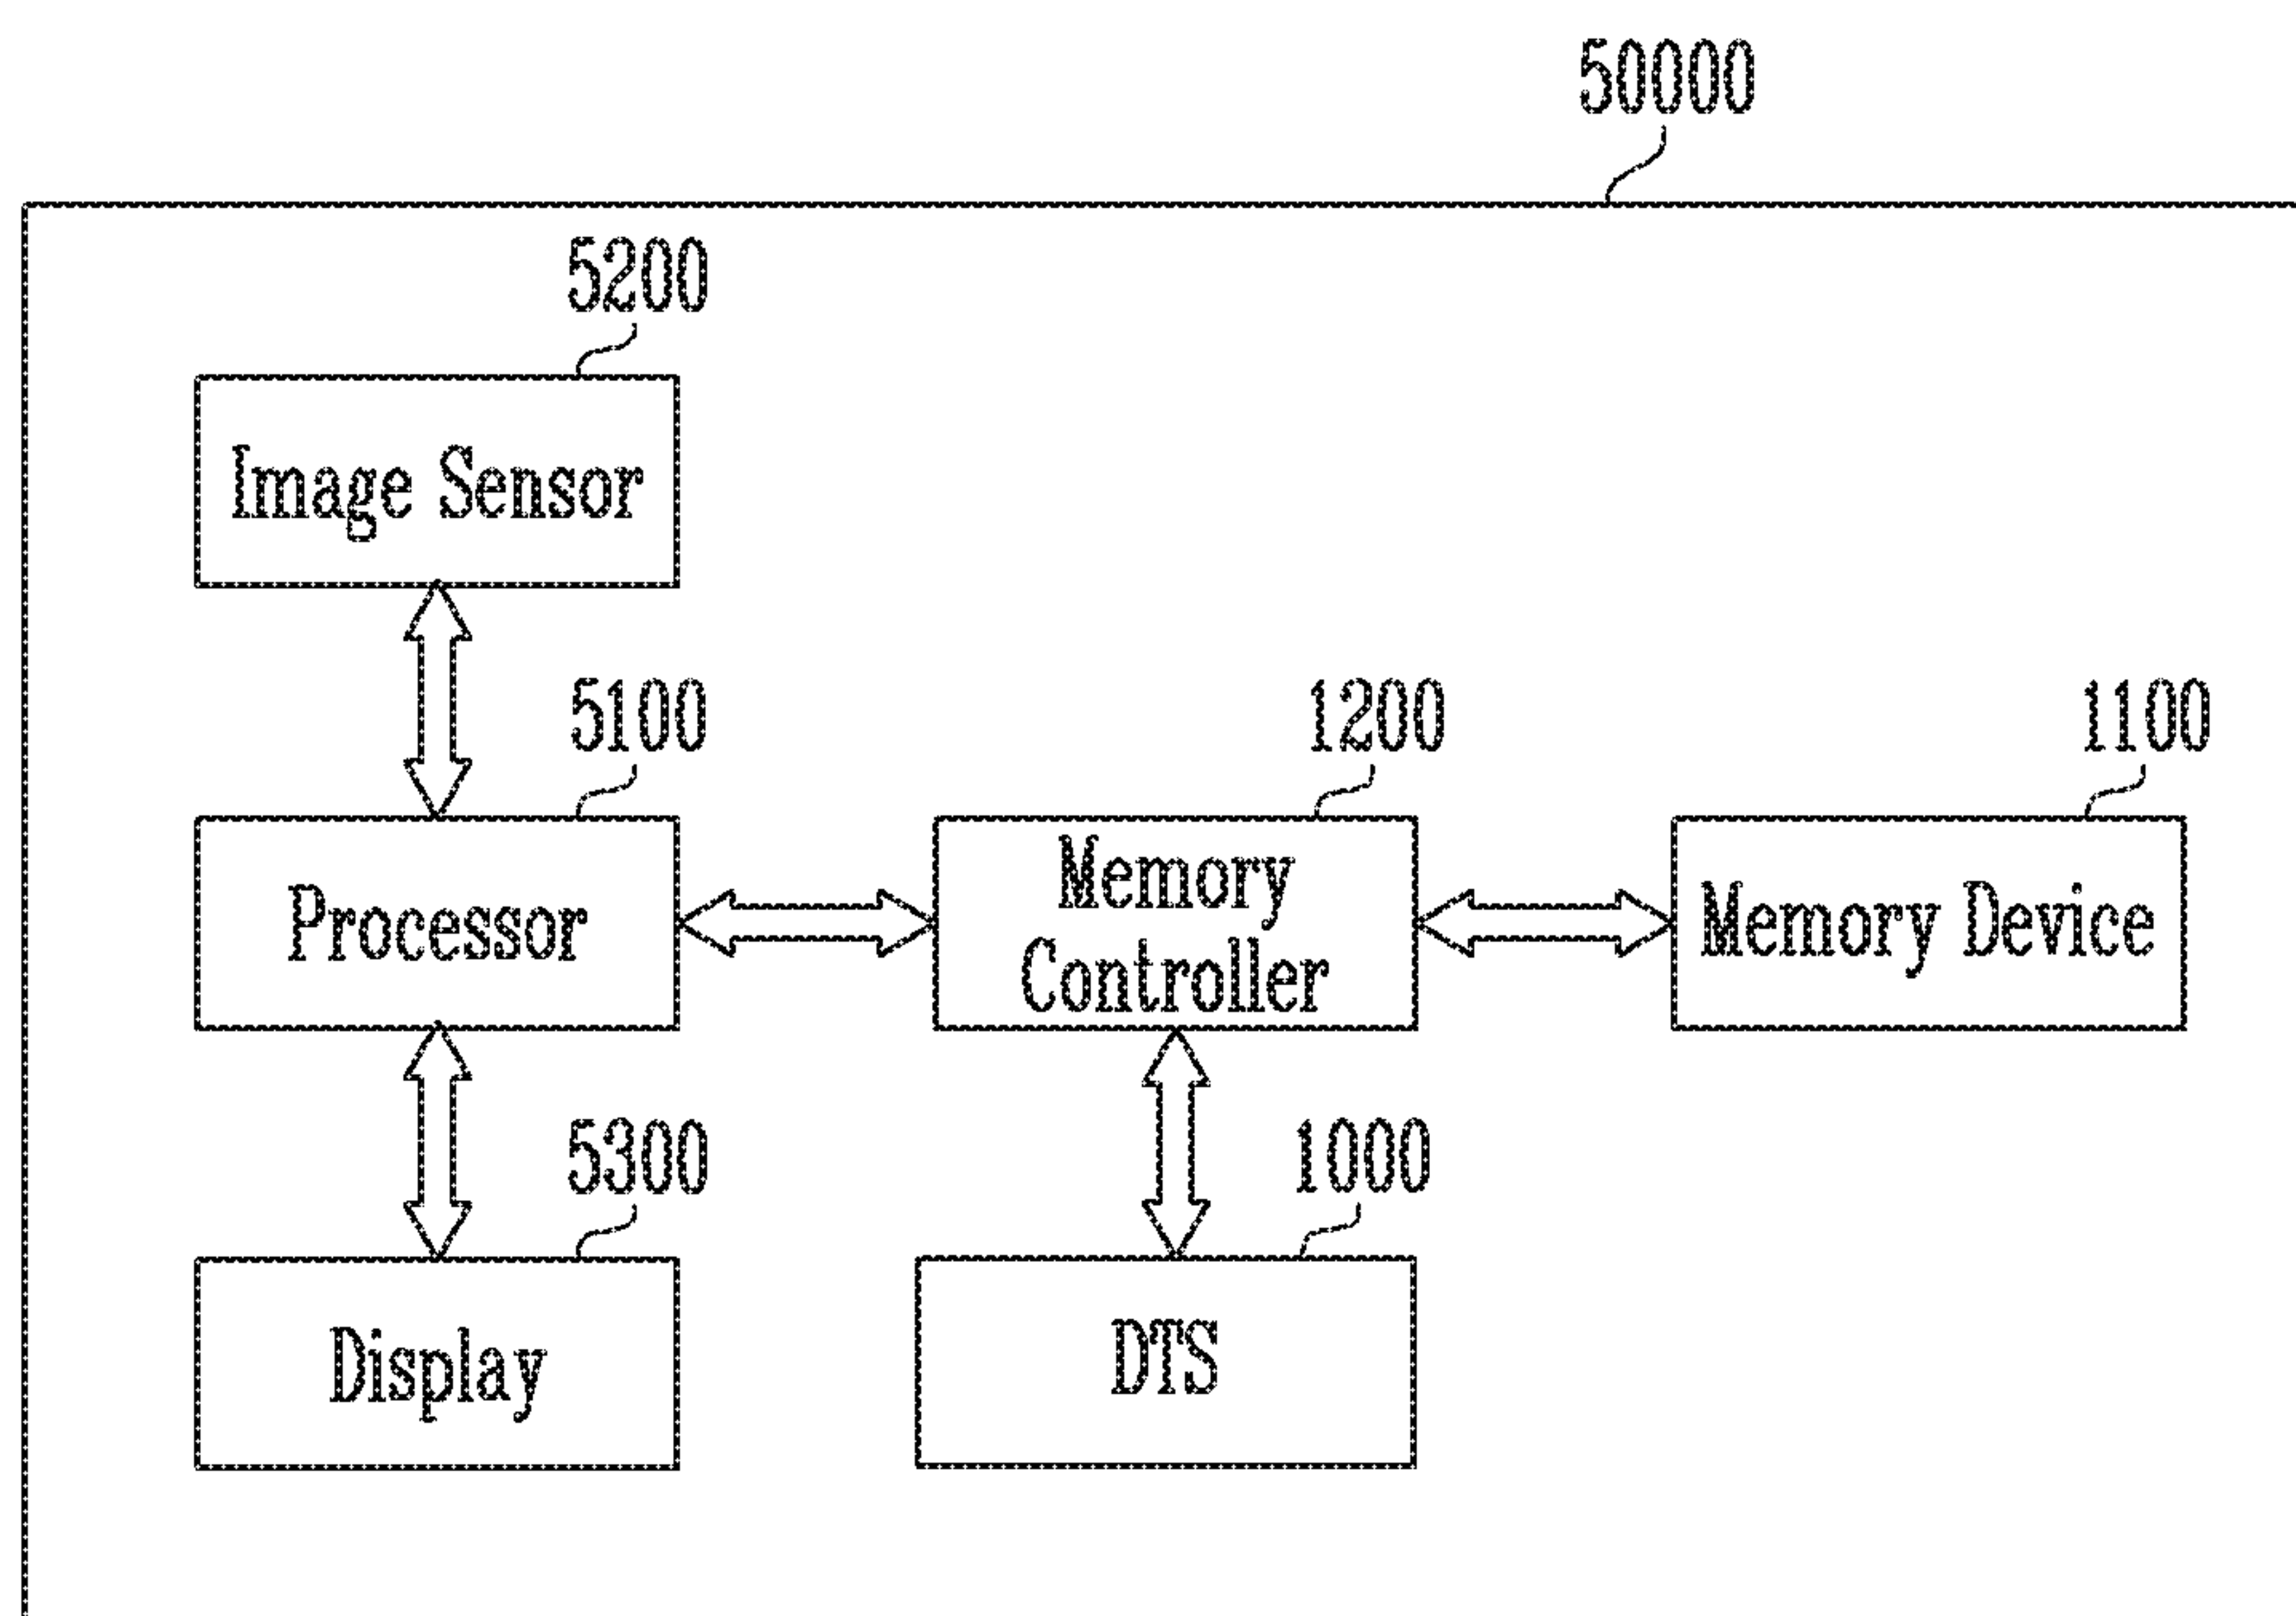 50000
5200
Image Sensor
5100
1200
1100
Processor
Memory
Controller
Memory Device
5300
1000
Display
DTS